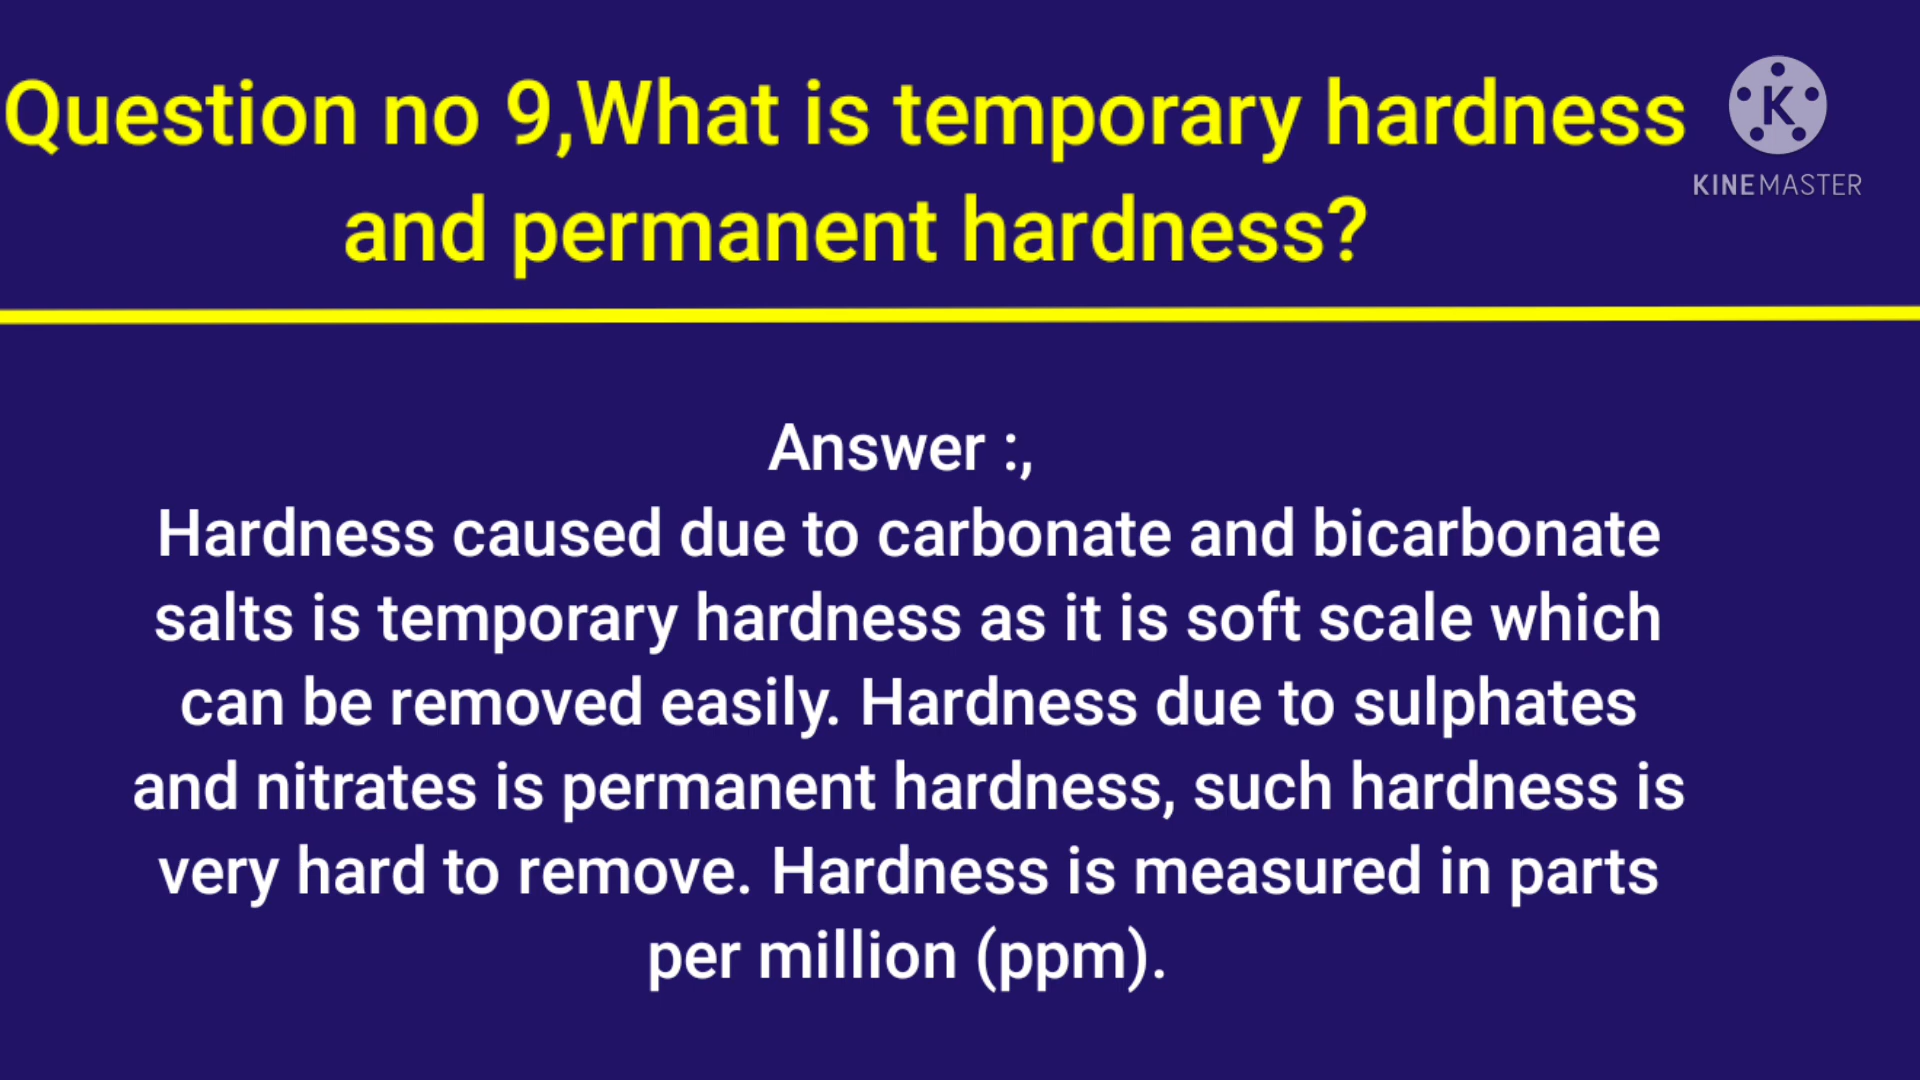 Question no 9,What is temporary hardness
and permanent hardness?
K
KINEMASTER
Answer :,
Hardness caused due to carbonate and bicarbonate
salts is temporary hardness as it is soft scale which
can be removed easily. Hardness due to sulphates
and nitrates is permanent hardness, such hardness is
very hard to remove. Hardness is measured in parts
per million (ppm).